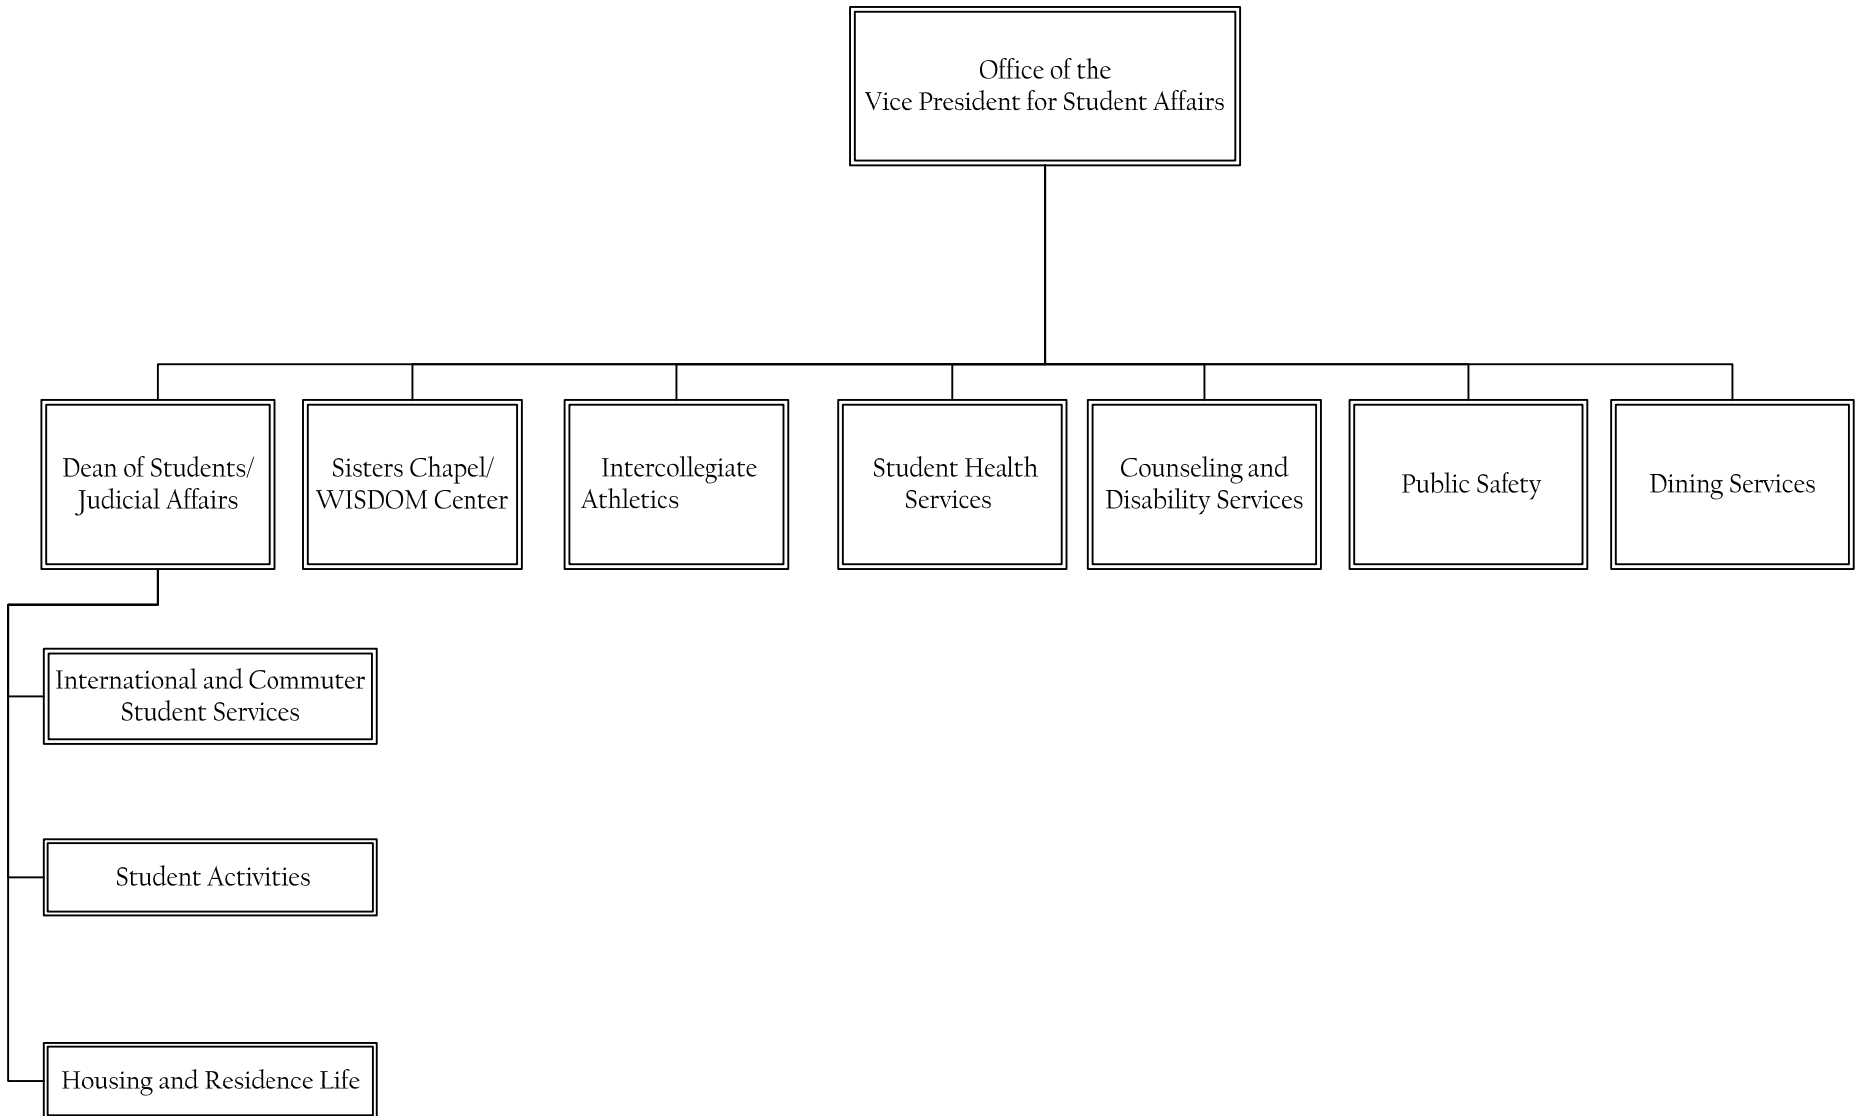 Office of the
Vice President for Student Affairs
Dean of Students/
Judicial Affairs
Sisters Chapel/
WISDOM Center
Intercollegiate
Athletics
Student Health
Services
Counseling and
Disability Services
Public Safety
Dining Services
International and Commuter
Student Services
Student Activities
Housing and Residence Life